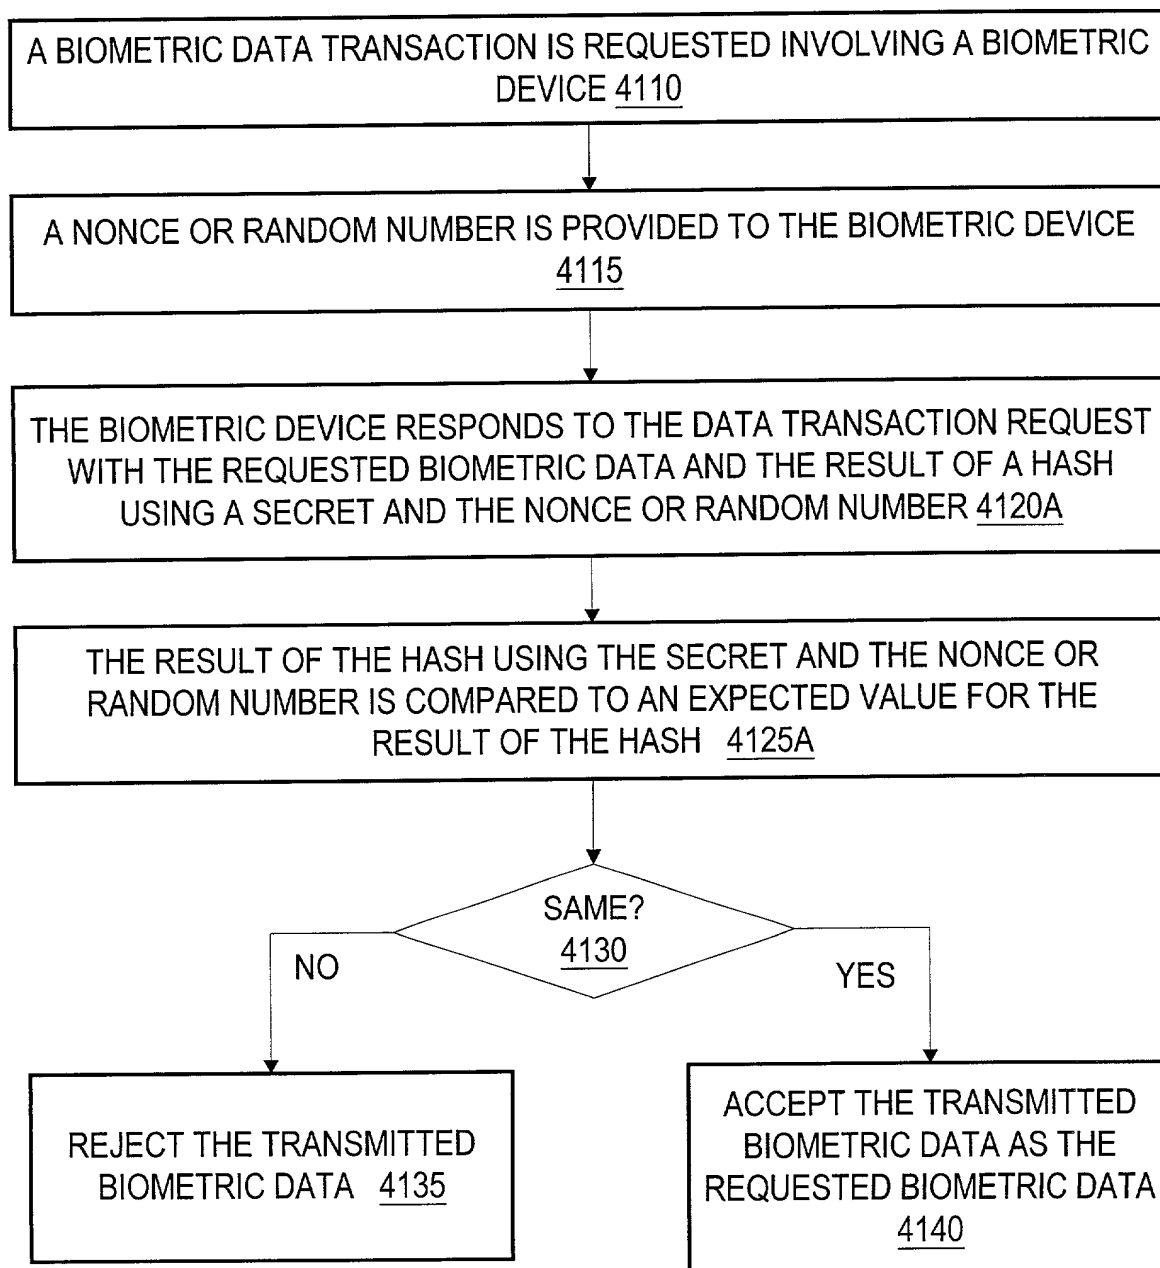 A BIOMETRIC DATA TRANSACTION IS REQUESTED INVOLVING A BIOMETRIC
DEVICE 4110
A NONCE OR RANDOM NUMBER IS PROVIDED TO THE BIOMETRIC DEVICE
4115
THE BIOMETRIC DEVICE RESPONDS TO THE DATA TRANSACTION REQUEST
WITH THE REQUESTED BIOMETRIC DATA AND THE RESULT OF A HASH
USING A SECRET AND THE NONCE OR RANDOM NUMBER 4120A
THE RESULT OF THE HASH USING THE SECRET AND THE NONCE OR
RANDOM NUMBER IS COMPARED TO AN EXPECTED VALUE FOR THE
RESULT OF THE HASH 4125A
SAME?
4130
NO
YES
REJECT THE TRANSMITTED
BIOMETRIC DATA 4135
ACCEPT THE TRANSMITTED
BIOMETRIC DATA AS THE
REQUESTED BIOMETRIC DATA
4140